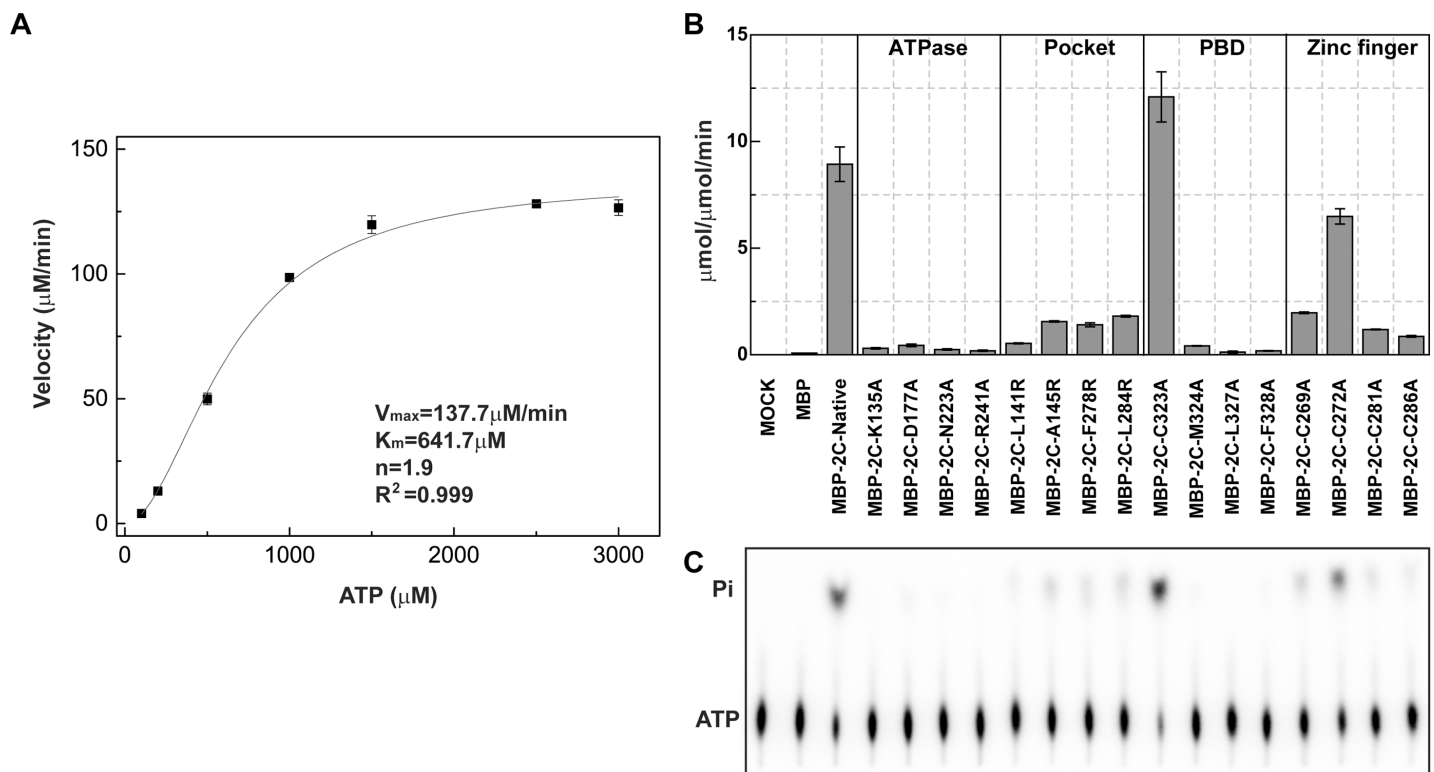 A
150
100
50
0
Velocity (μM/min)
Vmax=137.7μM/min
Km=641.7μM
n=1.9
R²=0.999
0 1000 2000 3000
ATP (μM)
B
15
10
5
0
μmol/μmol/min
ATPase Pocket PBD Zinc finger
MOCK
MBP
MBP-2C-Native
MBP-2C-K135A
MBP-2C-D177A
MBP-2C-N223A
MBP-2C-R241A
MBP-2C-L141R
MBP-2C-A145R
MBP-2C-F278R
MBP-2C-L284R
MBP-2C-C323A
MBP-2C-M324A
MBP-2C-L327A
MBP-2C-F328A
MBP-2C-C269A
MBP-2C-C272A
MBP-2C-C281A
MBP-2C-C286A
C
Pi
ATP